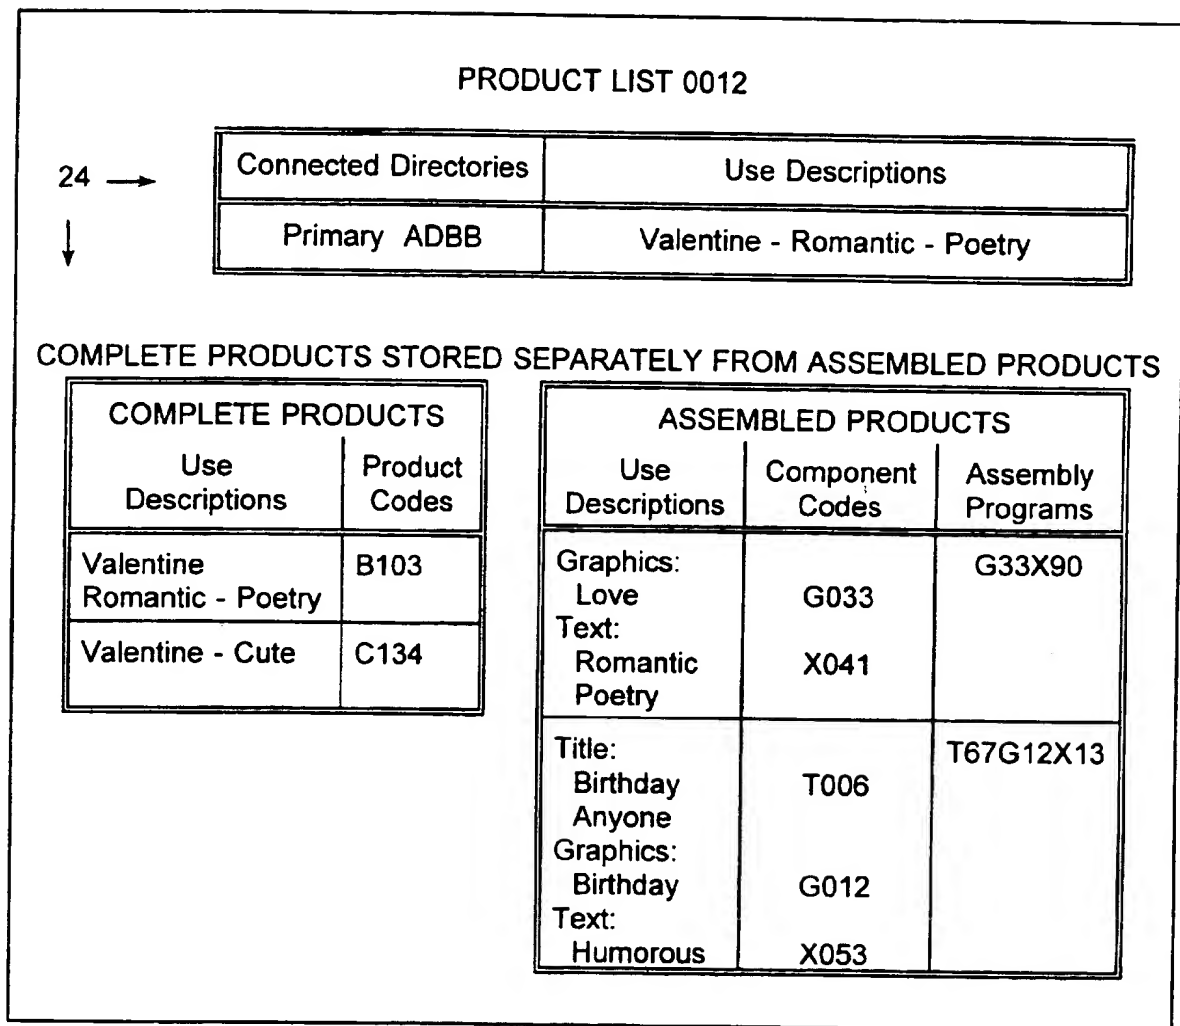 PRODUCT LIST 0012
24
Connected Directories Use Descriptions
Primary ADBB Valentine - Romantic - Poetry
COMPLETE PRODUCTS STORED SEPARATELY FROM ASSEMBLED PRODUCTS
COMPLETE PRODUCTS
Use Product
Descriptions Codes
Valentine B103
Romantic - Poetry
Valentine - Cute C134
ASSEMBLED PRODUCTS
Use Component Assembly
Descriptions Codes Programs
Graphics: G33X90
Love G033
Text:
Romantic X041
Poetry
Title: T67G12X13
Birthday T006
Anyone
Graphics:
Birthday G012
Text:
Humorous X053